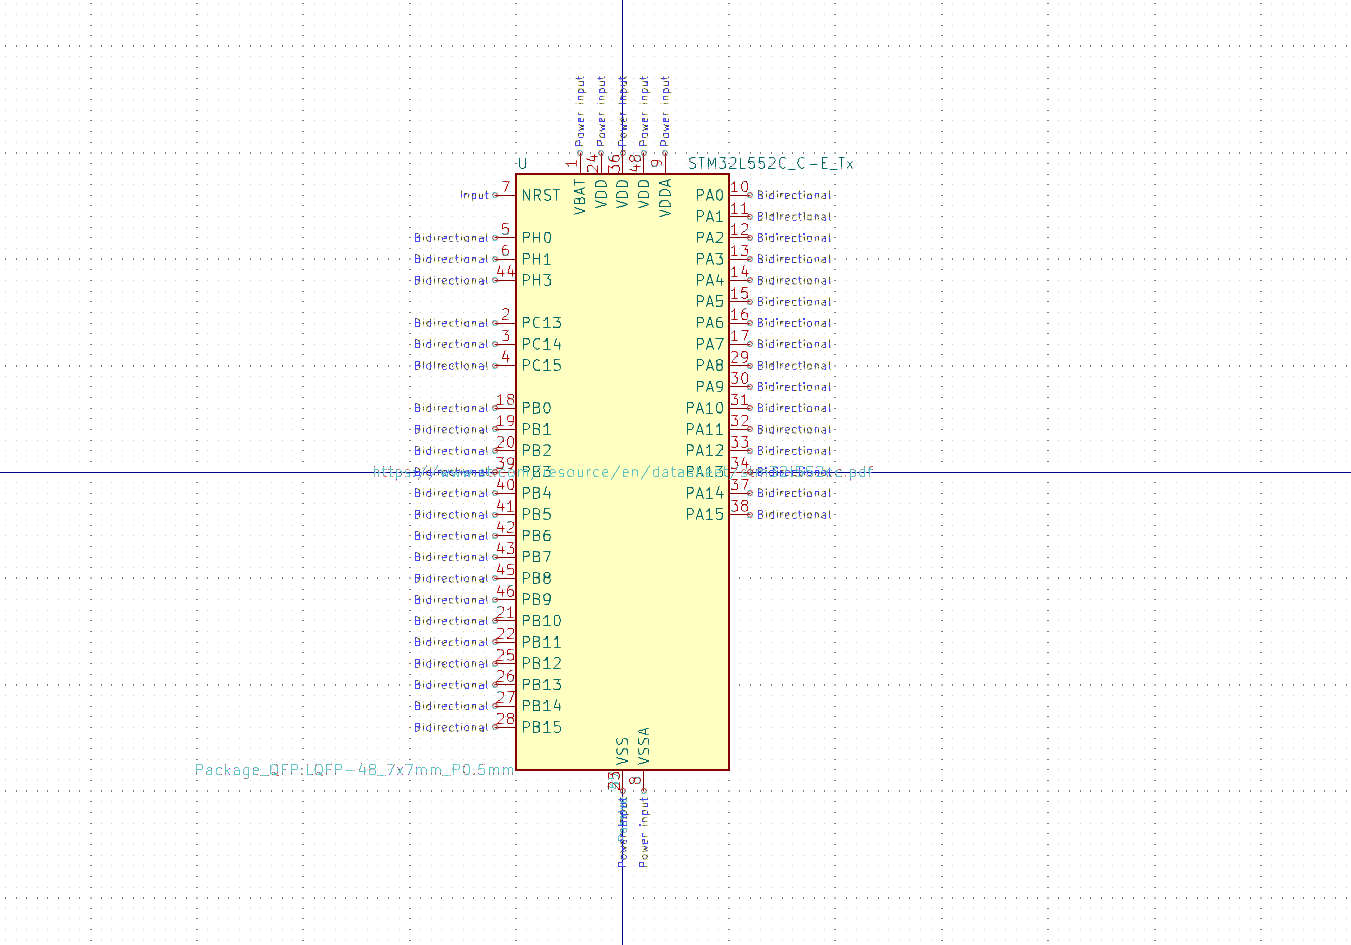 Power input
Power input
Power input
Power input
Power input
U
1
24
36
48
9
STM32L552C_C-E_Tx
VBAT
VDD
VDD
VDD
VDDA
Input 7 NRST
PA0 10 Bidirectional
PA1 11 Bidirectional
Bidirectional 5 PH0
PA2 12 Bidirectional
Bidirectional 6 PH1
PA3 13 Bidirectional
Bidirectional 44 PH3
PA4 14 Bidirectional
PA5 15 Bidirectional
Bidirectional 2 PC13
PA6 16 Bidirectional
Bidirectional 3 PC14
PA7 17 Bidirectional
Bidirectional 4 PC15
PA8 29 Bidirectional
PA9 30 Bidirectional
Bidirectional 18 PB0
PA10 31 Bidirectional
Bidirectional 19 PB1
PA11 32 Bidirectional
Bidirectional 20 PB2
PA12 33 Bidirectional
Bidirectional 39 PB3
PA13 34 Bidirectional
Bidirectional 40 PB4
PA14 37 Bidirectional
Bidirectional 41 PB5
PA15 38 Bidirectional
Bidirectional 42 PB6
Bidirectional 43 PB7
Bidirectional 45 PB8
Bidirectional 46 PB9
Bidirectional 21 PB10
Bidirectional 22 PB11
Bidirectional 25 PB12
Bidirectional 26 PB13
Bidirectional 27 PB14
Bidirectional 28 PB15
VSS
VSSA
Package_QFP:LQFP-48_7x7mm_P0.5mm
23
8
Power input
Power input